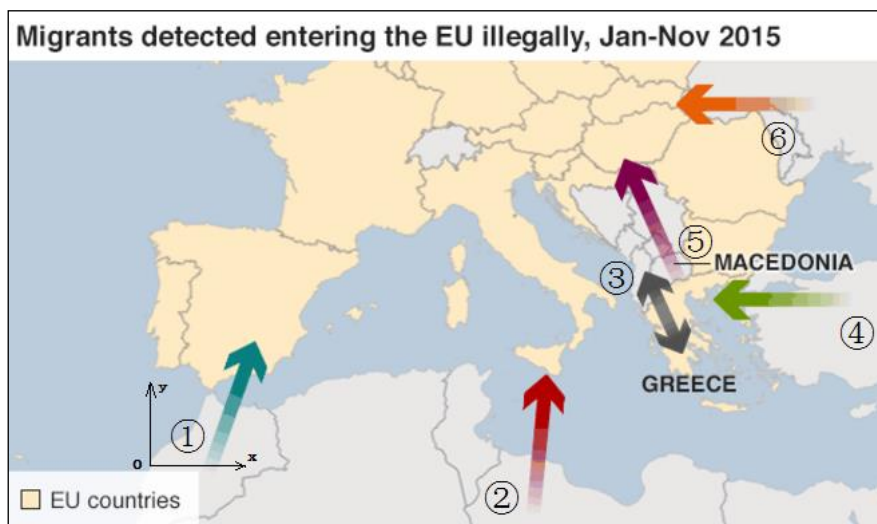 Migrants detected entering the EU illegally, Jan-Nov 2015
⑥
⑤
MACEDONIA
③
④
GREECE
y
①
0
x
②
EU countries